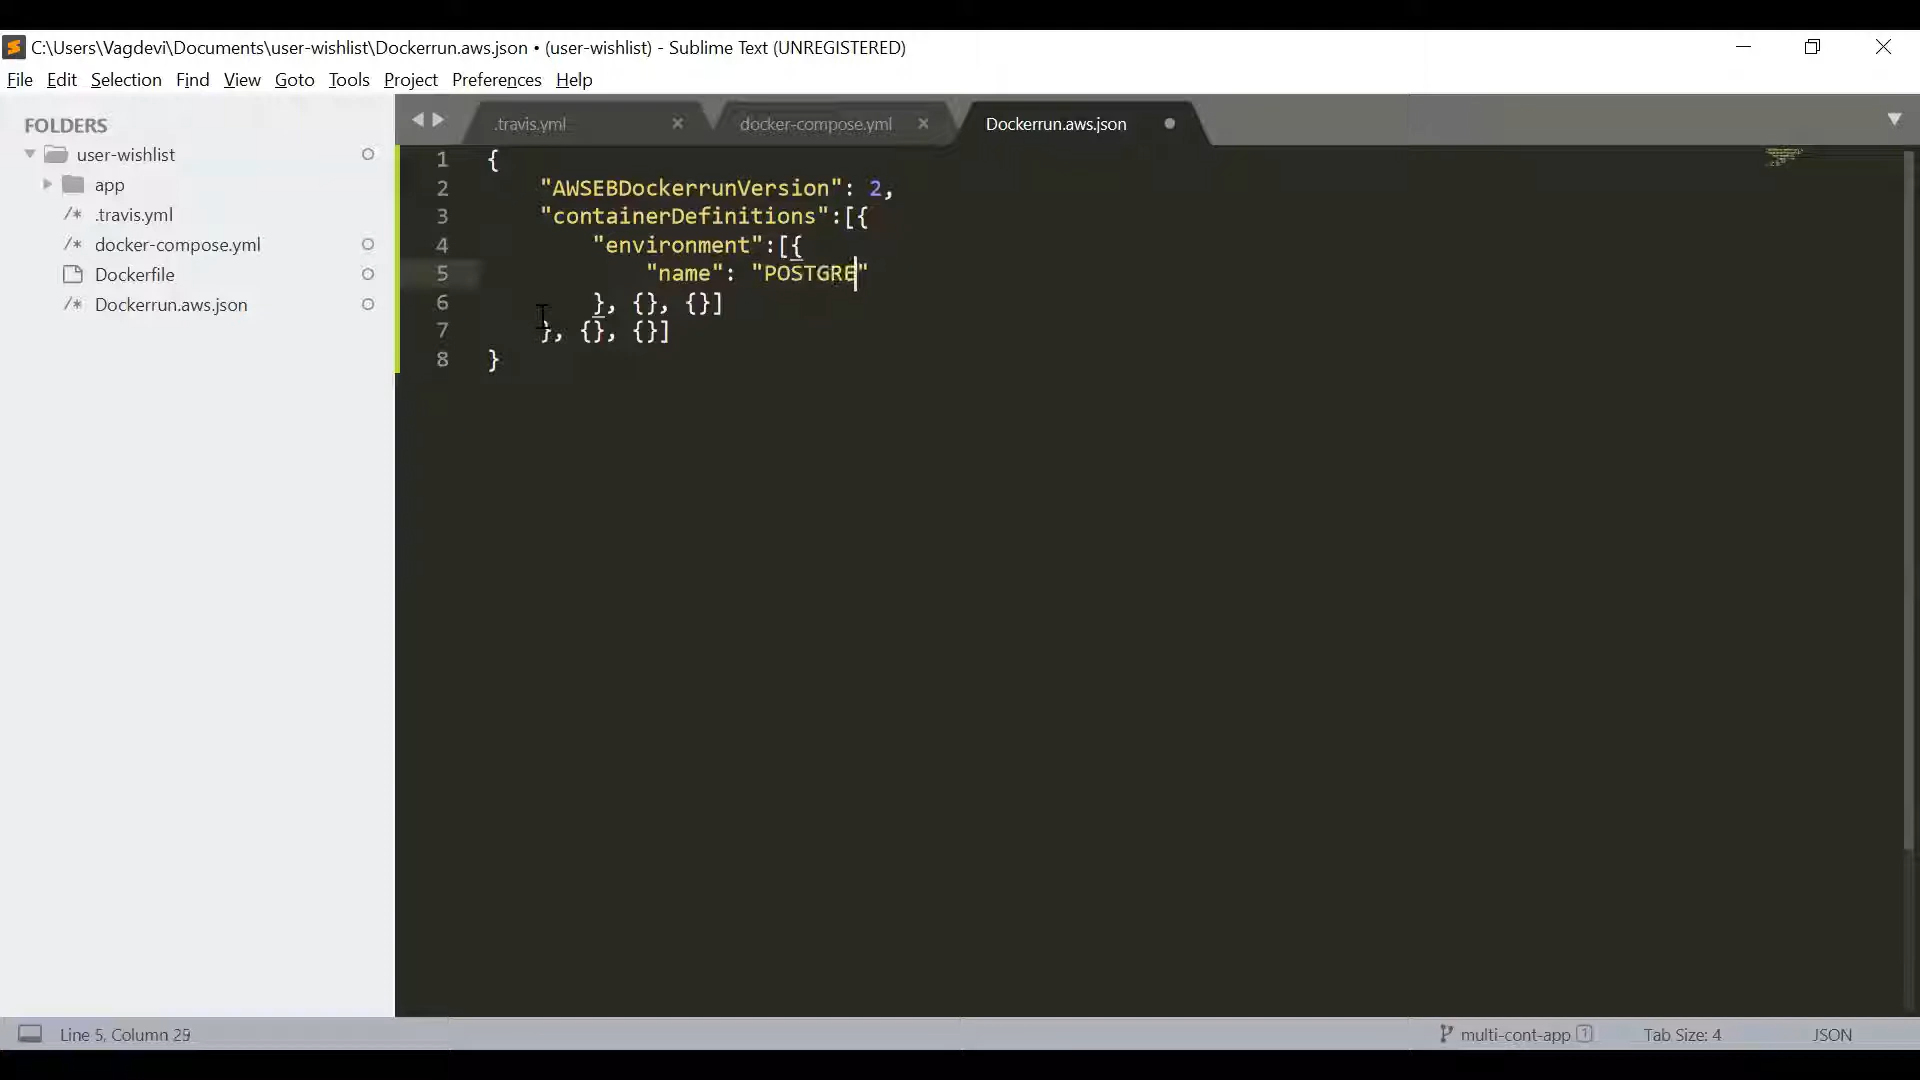 C:\Users\Vagdevi\Documents\user-wishlist\Dockerrun.aws.json • (user-wishlist) - Sublime Text (UNREGISTERED)
File Edit Selection Find View Goto Tools Project Preferences Help
FOLDERS
user-wishlist
app
.travis.yml
docker-compose.yml
Dockerfile
Dockerrun.aws.json
.travis.yml docker-compose.yml Dockerrun.aws.json
1 {
2 "AWSEBDockerrunVersion": 2,
3 "containerDefinitions":[{
4 "environment":[{
5 "name": "POSTGRE"
6 }, {}, {}]
7 }, {}, {}]
8 }
Line 5, Column 29
multi-cont-app 1 Tab Size: 4 JSON